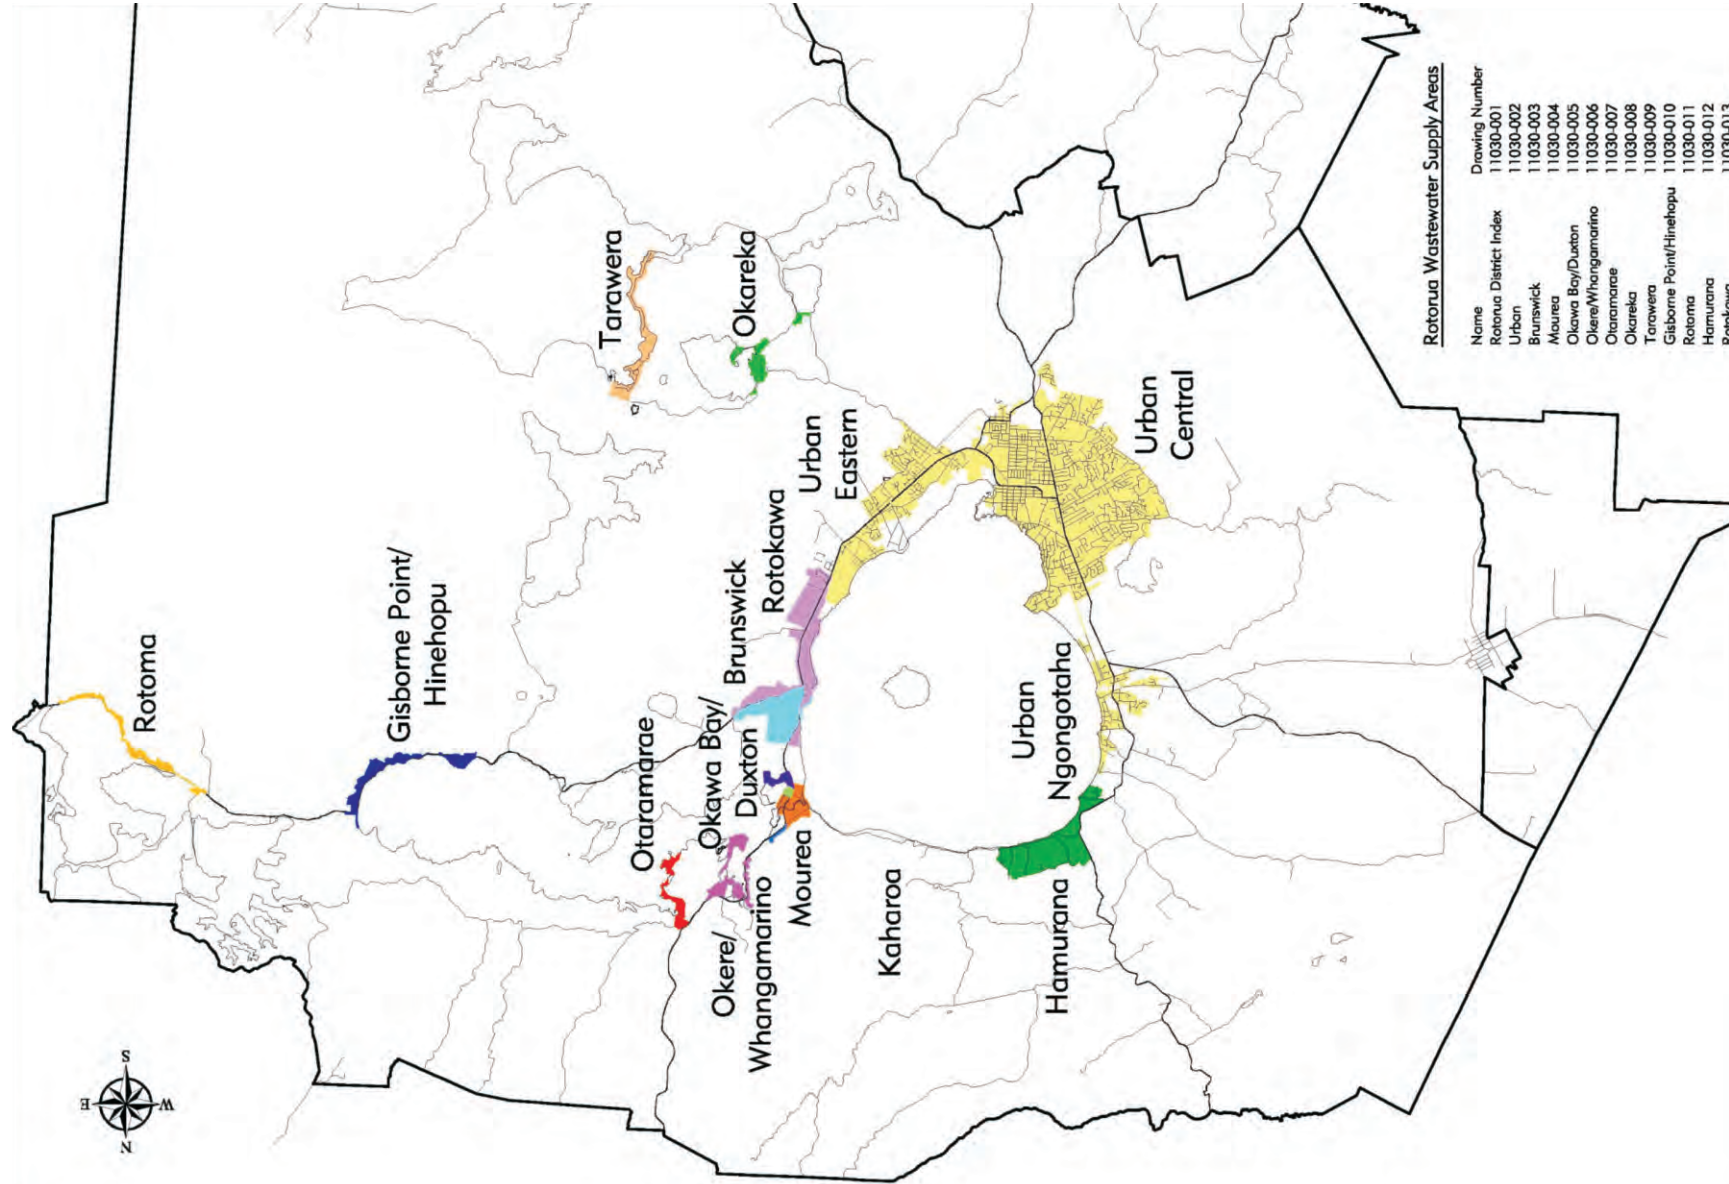 E
N
S
W
Rotoma
Gisborne Point/
Hinehopu
Tarawera
Otaramarae
Okawa Bay/
Duxton
Okareka
Brunswick
Rotokawa
Okere/
Whangamarino
Mourea
Urban
Eastern
Kaharoa
Urban
Ngongotaha
Hamurana
Urban
Central
Rotorua Wastewater Supply Areas
Name Drawing Number
Rotorua District Index 11030-001
Urban 11030-002
Brunswick 11030-003
Mourea 11030-004
Okawa Bay/Duxton 11030-005
Okere/Whangamarino 11030-006
Otaramarae 11030-007
Okareka 11030-008
Tarawera 11030-009
Gisborne Point/Hinehopu 11030-010
Rotoma 11030-011
Hamurana 11030-012
Rotokawa 11030-013